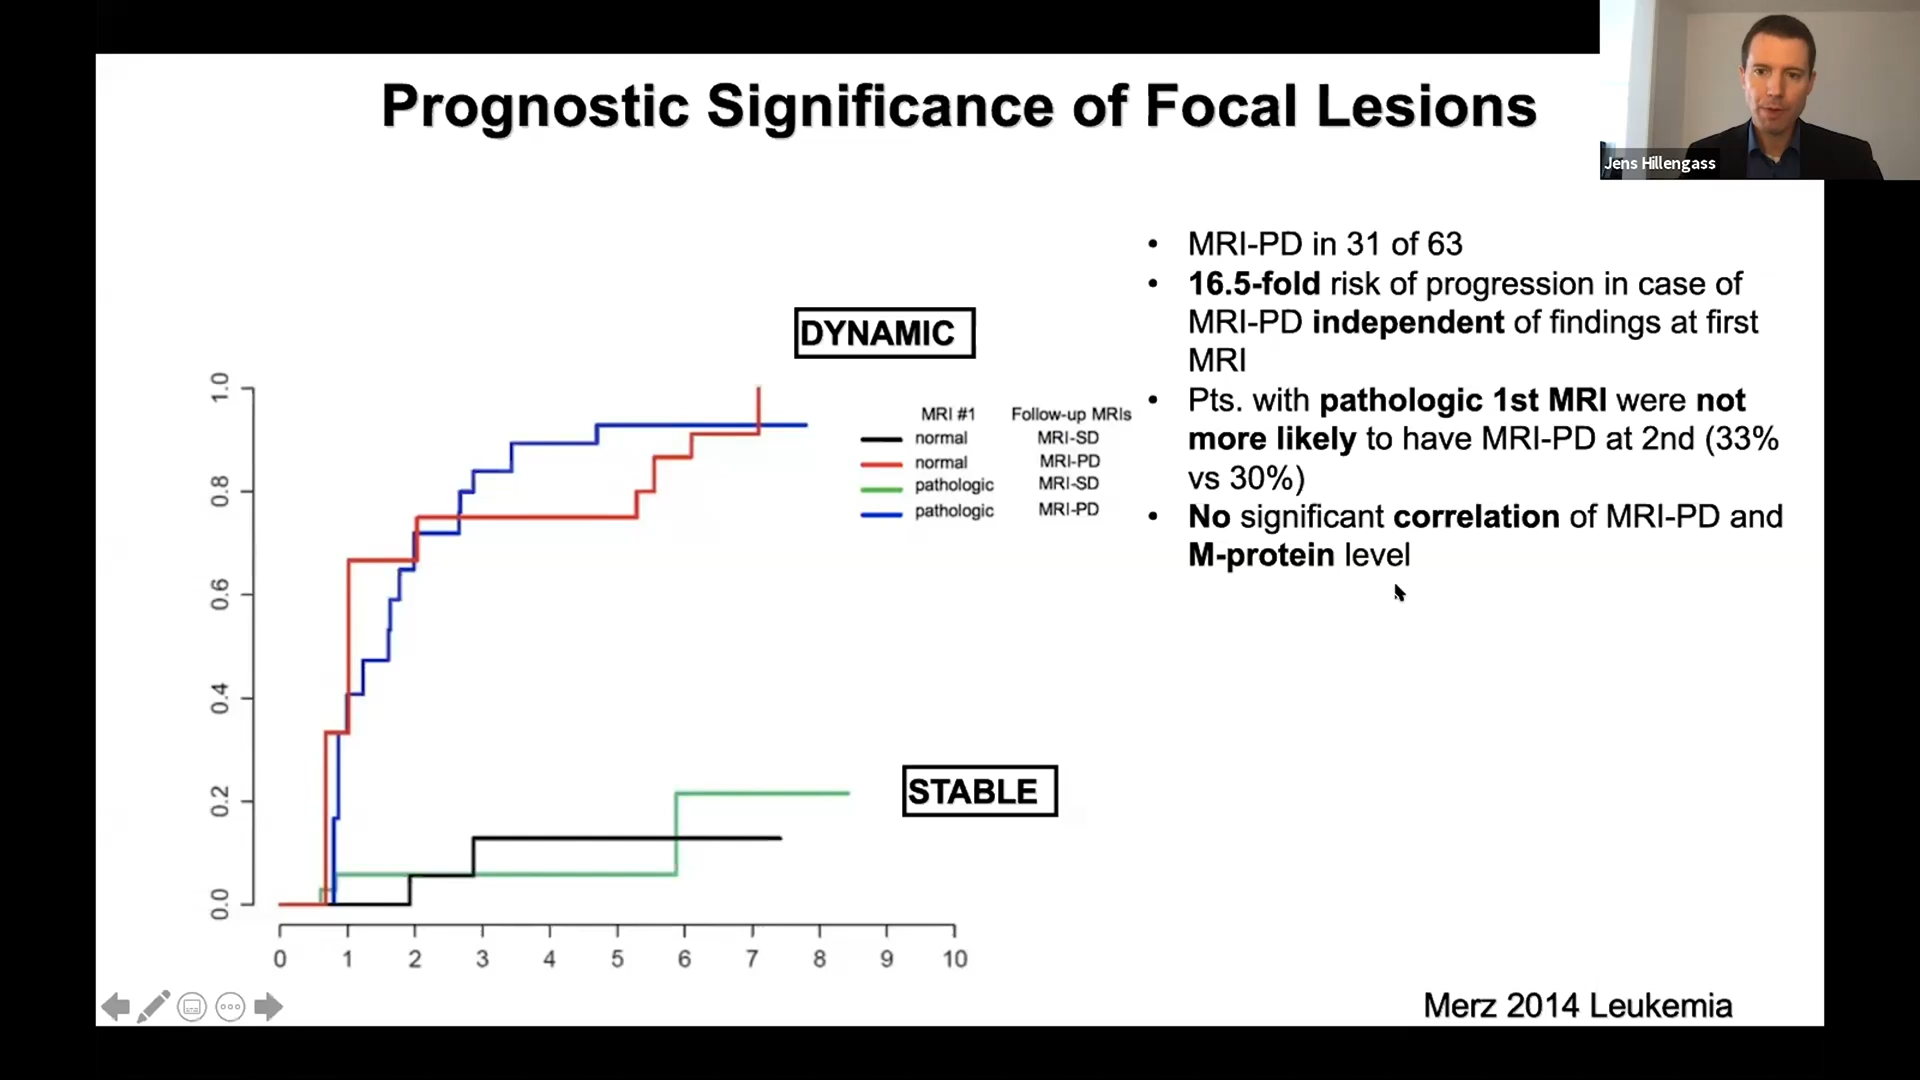 Prognostic Significance of Focal Lesions
Jens Hillengass
• MRI-PD in 31 of 63
• 16.5-fold risk of progression in case of
MRI-PD independent of findings at first
MRI
• Pts. with pathologic 1st MRI were not
more likely to have MRI-PD at 2nd (33%
vs 30%)
• No significant correlation of MRI-PD and
M-protein level
DYNAMIC
MRI #1 Follow-up MRIs
normal MRI-SD
normal MRI-PD
pathologic MRI-SD
pathologic MRI-PD
STABLE
1.0
0.8
0.6
0.4
0.2
0.0
0 1 2 3 4 5 6 7 8 9 10
Merz 2014 Leukemia